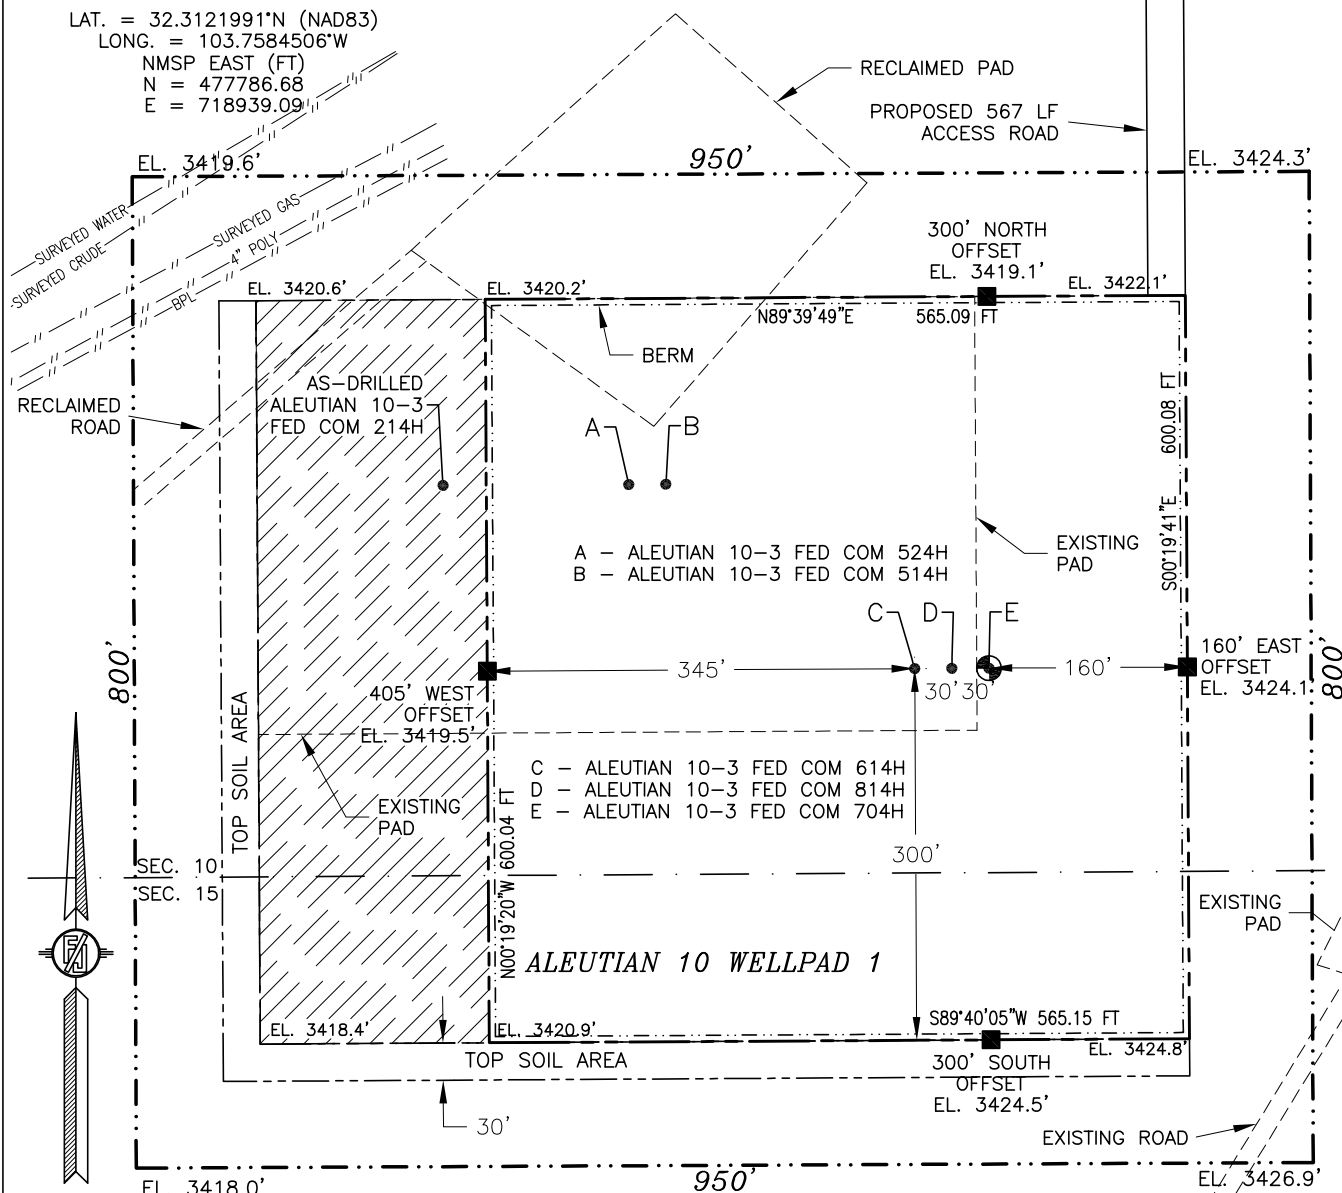 LAT. = 32.3121991°N (NAD83)
LONG. = 103.7584506°W
NMSP EAST (FT)
N = 477786.68
E = 718939.09
RECLAIMED PAD
PROPOSED 567 LF
ACCESS ROAD
EL. 3419.6'
950'
EL. 3424.3'
SURVEYED WATER
SURVEYED CRUDE
SURVEYED GAS
4" POLY
BPL
300' NORTH
OFFSET
EL. 3419.1'
EL. 3420.6'
EL. 3420.2'
EL. 3422.1'
N89°39'49"E
565.09 FT
BERM
AS-DRILLED
ALEUTIAN 10-3
FED COM 214H
RECLAIMED
ROAD
A
B
S00°19'41"E 600.08 FT
A - ALEUTIAN 10-3 FED COM 524H
B - ALEUTIAN 10-3 FED COM 514H
EXISTING
PAD
C
D
E
800'
345'
30'
30'
160'
160' EAST
OFFSET
EL. 3424.1'
800'
405' WEST
OFFSET
EL. 3419.5'
TOP SOIL AREA
C - ALEUTIAN 10-3 FED COM 614H
D - ALEUTIAN 10-3 FED COM 814H
E - ALEUTIAN 10-3 FED COM 704H
EXISTING
PAD
N00°19'20"W 600.04 FT
300'
SEC. 10
SEC. 15
EXISTING
PAD
ALEUTIAN 10 WELLPAD 1
FJ
EL. 3418.4'
EL. 3420.9'
S89°40'05"W 565.15 FT
EL. 3424.8'
TOP SOIL AREA
300' SOUTH
OFFSET
EL. 3424.5'
30'
EXISTING ROAD
EL. 3418.0'
950'
EL. 3426.9'